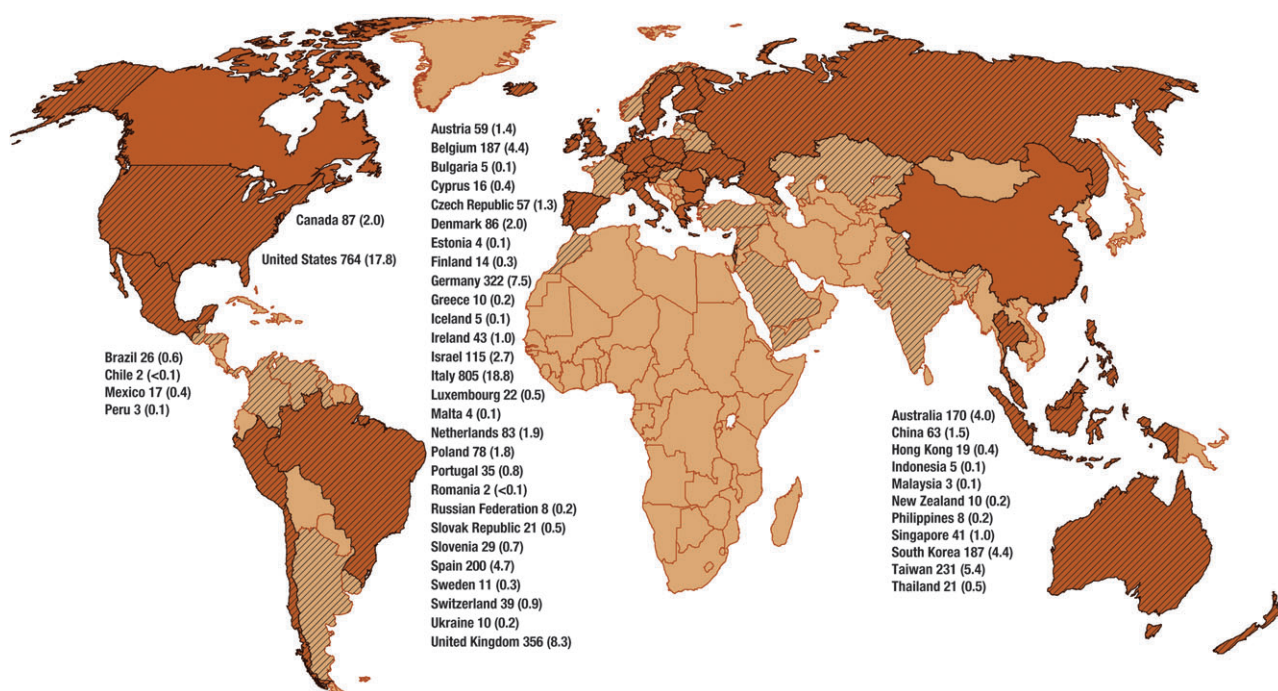 Canada 87 (2.0)
United States 764 (17.8)
Brazil 26 (0.6)
Chile 2 (<0.1)
Mexico 17 (0.4)
Peru 3 (0.1)
Austria 59 (1.4)
Belgium 187 (4.4)
Bulgaria 5 (0.1)
Cyprus 16 (0.4)
Czech Republic 57 (1.3)
Denmark 86 (2.0)
Estonia 4 (0.1)
Finland 14 (0.3)
Germany 322 (7.5)
Greece 10 (0.2)
Iceland 5 (0.1)
Ireland 43 (1.0)
Israel 115 (2.7)
Italy 805 (18.8)
Luxembourg 22 (0.5)
Malta 4 (0.1)
Netherlands 83 (1.9)
Poland 78 (1.8)
Portugal 35 (0.8)
Romania 2 (<0.1)
Russian Federation 8 (0.2)
Slovak Republic 21 (0.5)
Slovenia 29 (0.7)
Spain 200 (4.7)
Sweden 11 (0.3)
Switzerland 39 (0.9)
Ukraine 10 (0.2)
United Kingdom 356 (8.3)
Australia 170 (4.0)
China 63 (1.5)
Hong Kong 19 (0.4)
Indonesia 5 (0.1)
Malaysia 3 (0.1)
New Zealand 10 (0.2)
Philippines 8 (0.2)
Singapore 41 (1.0)
South Korea 187 (4.4)
Taiwan 231 (5.4)
Thailand 21 (0.5)